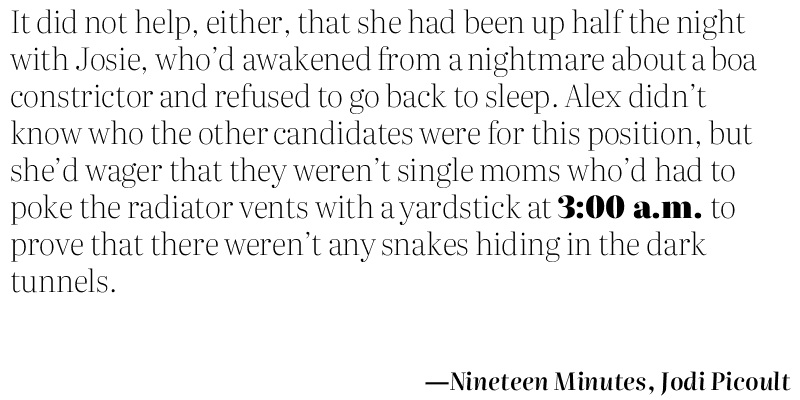 It did not help, either, that she had been up half the night
with Josie, who’d awakened from a nightmare about a boa
constrictor and refused to go back to sleep. Alex didn’t
know who the other candidates were for this position, but
she’d wager that they weren’t single moms who’d had to
poke the radiator vents with a yardstick at 3:00 a.m. to
prove that there weren’t any snakes hiding in the dark
tunnels.
—Nineteen Minutes, Jodi Picoult